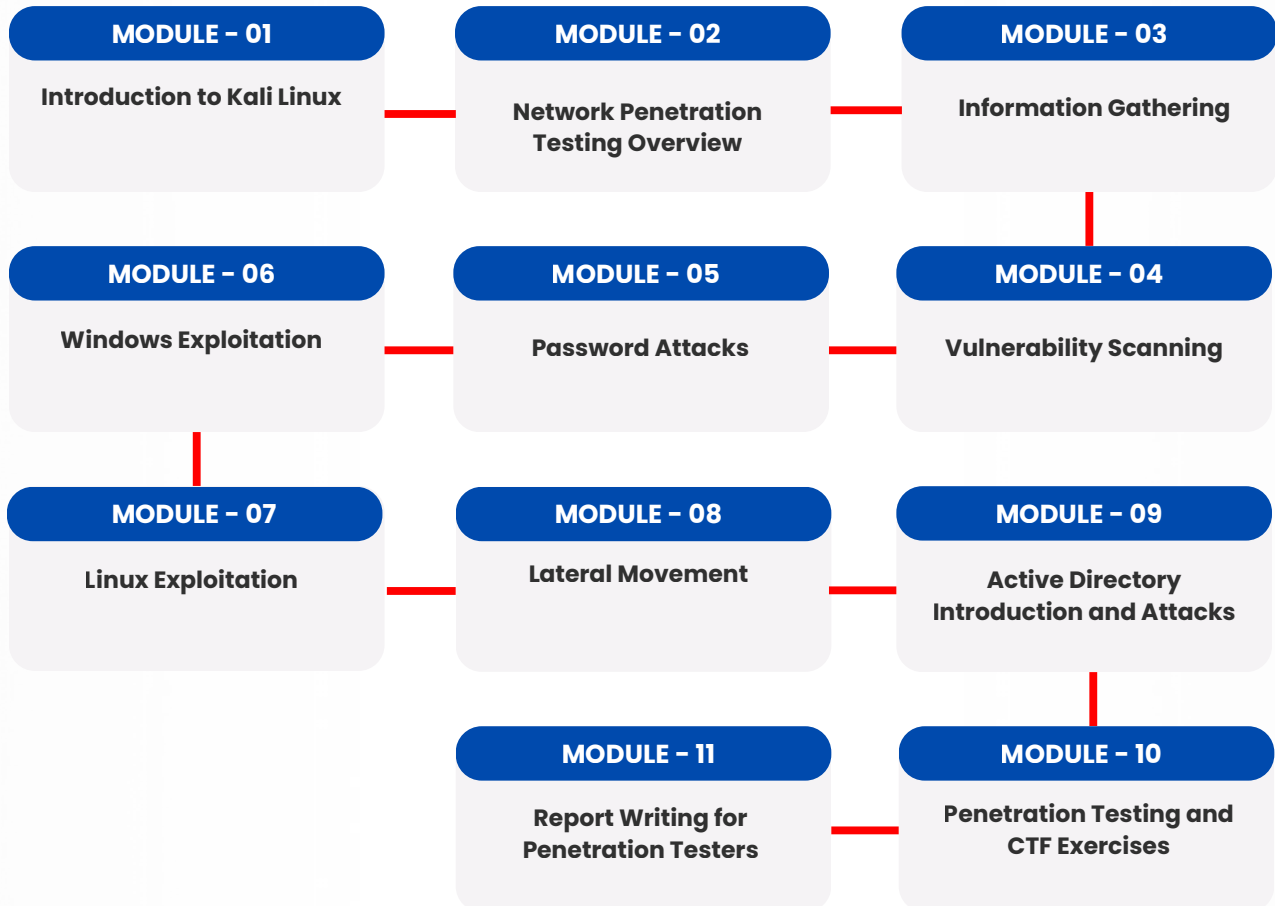 MODULE - 01
Introduction to Kali Linux
MODULE - 02
Network Penetration
Testing Overview
MODULE - 03
Information Gathering
MODULE - 04
Vulnerability Scanning
MODULE - 05
Password Attacks
MODULE - 06
Windows Exploitation
MODULE - 07
Linux Exploitation
MODULE - 08
Lateral Movement
MODULE - 09
Active Directory
Introduction and Attacks
MODULE - 10
Penetration Testing and
CTF Exercises
MODULE - 11
Report Writing for
Penetration Testers